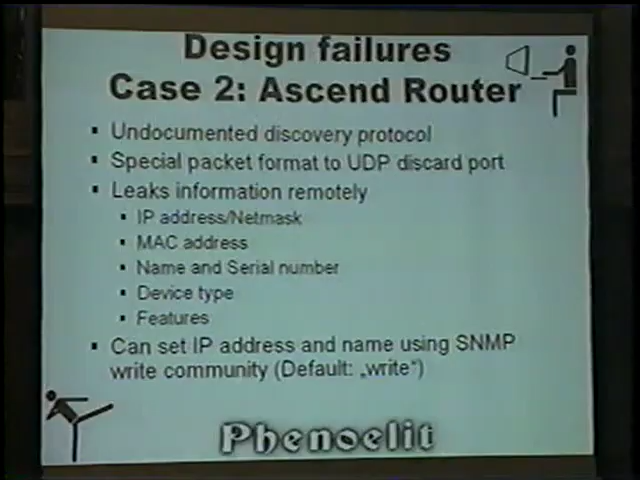 Design failures
Case 2: Ascend Router
Undocumented discovery protocol
Special packet format to UDP discard port
Leaks information remotely
IP address/Netmask
MAC address
Name and Serial number
Device type
Features
Can set IP address and name using SNMP
write community (Default: „write“)
Phenoelit